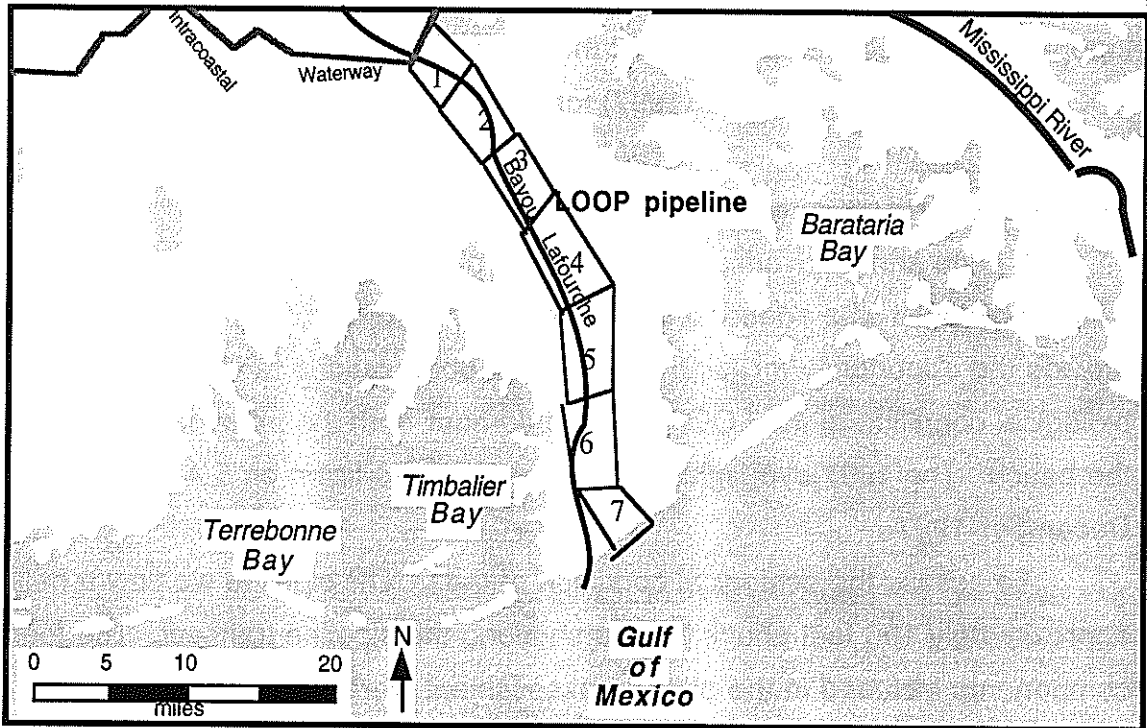 Intracoastal
Waterway
Mississippi River
1
2
3
Bayou
LOOP pipeline
Barataria
Bay
4
Lafourche
5
6
Timbalier
Bay
7
Terrebonne
Bay
N
Gulf
of
Mexico
0 5 10 20
miles